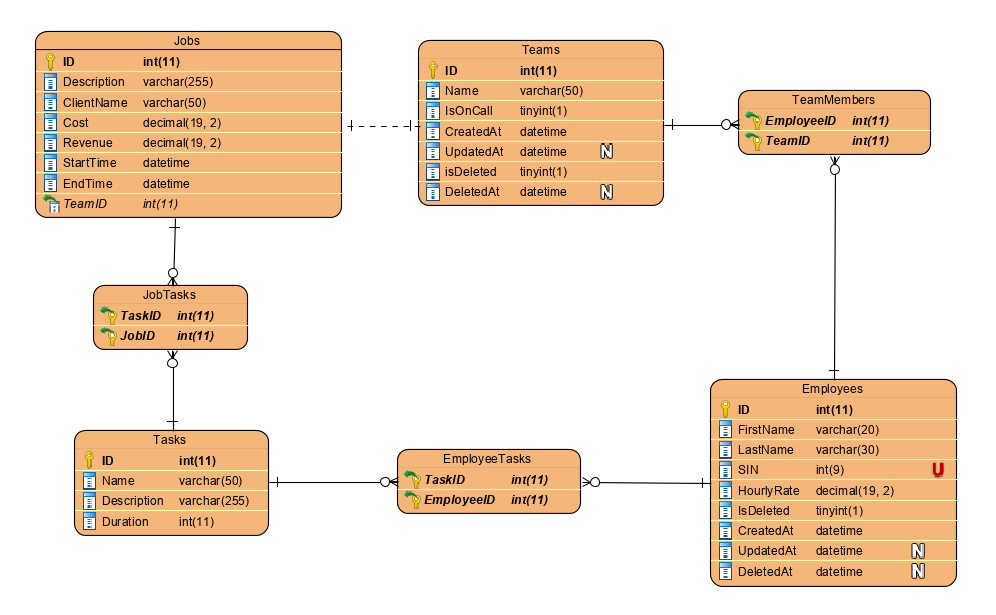 Jobs
ID int(11)
Description varchar(255)
ClientName varchar(50)
Cost decimal(19, 2)
Revenue decimal(19, 2)
StartTime datetime
EndTime datetime
TeamID int(11)
Teams
ID int(11)
Name varchar(50)
IsOnCall tinyint(1)
CreatedAt datetime
UpdatedAt datetime N
isDeleted tinyint(1)
DeletedAt datetime N
TeamMembers
EmployeeID int(11)
TeamID int(11)
JobTasks
TaskID int(11)
JobID int(11)
Tasks
ID int(11)
Name varchar(50)
Description varchar(255)
Duration int(11)
EmployeeTasks
TaskID int(11)
EmployeeID int(11)
Employees
ID int(11)
FirstName varchar(20)
LastName varchar(30)
SIN int(9) U
HourlyRate decimal(19, 2)
IsDeleted tinyint(1)
CreatedAt datetime
UpdatedAt datetime N
DeletedAt datetime N